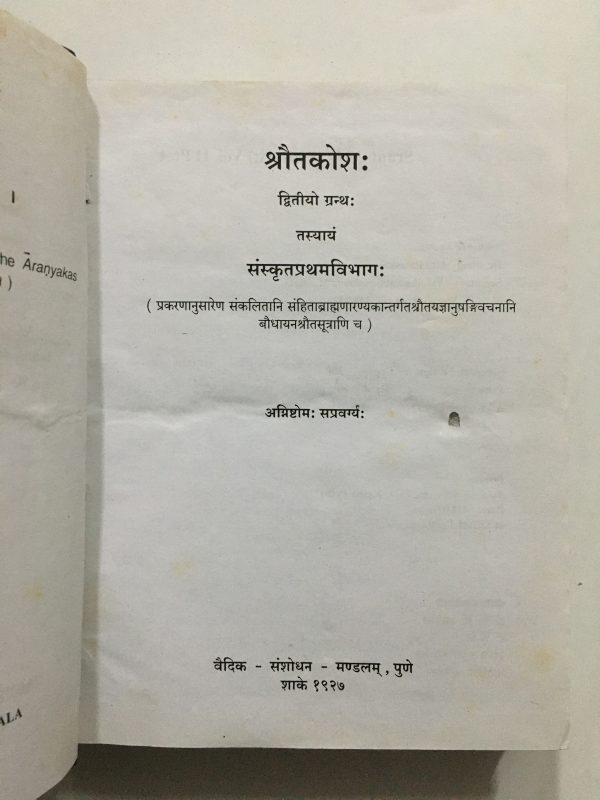 I
he Āraṇyakas
)
ALA
श्रौतकोशः
द्वितीयो ग्रन्थः
तस्यायं
संस्कृतप्रथमविभागः
( प्रकरणानुसारेण संकलितानि संहिताब्राह्मणारण्यकान्तर्गतश्रौतयज्ञानुषङ्गिवचनानि
बौधायनश्रौतसूत्राणि च )
अग्निष्टोमः सप्रवर्ग्यः
वैदिक - संशोधन - मण्डलम् , पुणे
शाके १९२७